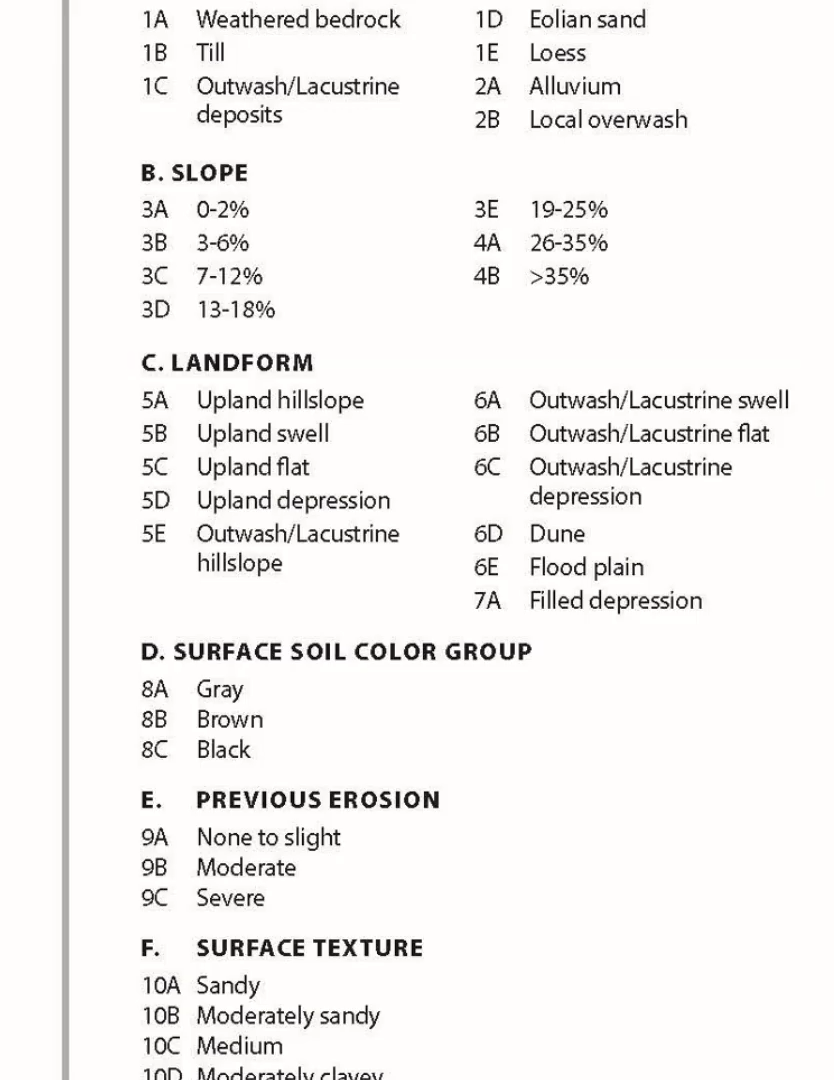 1A Weathered bedrock
1B Till
1C Outwash/Lacustrine
deposits
1D Eolian sand
1E Loess
2A Alluvium
2B Local overwash
B. SLOPE
3A 0-2%
3B 3-6%
3C 7-12%
3D 13-18%
3E 19-25%
4A 26-35%
4B >35%
C. LANDFORM
5A Upland hillslope
5B Upland swell
5C Upland flat
5D Upland depression
5E Outwash/Lacustrine
hillslope
6A Outwash/Lacustrine swell
6B Outwash/Lacustrine flat
6C Outwash/Lacustrine
depression
6D Dune
6E Flood plain
7A Filled depression
D. SURFACE SOIL COLOR GROUP
8A Gray
8B Brown
8C Black
E. PREVIOUS EROSION
9A None to slight
9B Moderate
9C Severe
F. SURFACE TEXTURE
10A Sandy
10B Moderately sandy
10C Medium
10D Moderately clayey